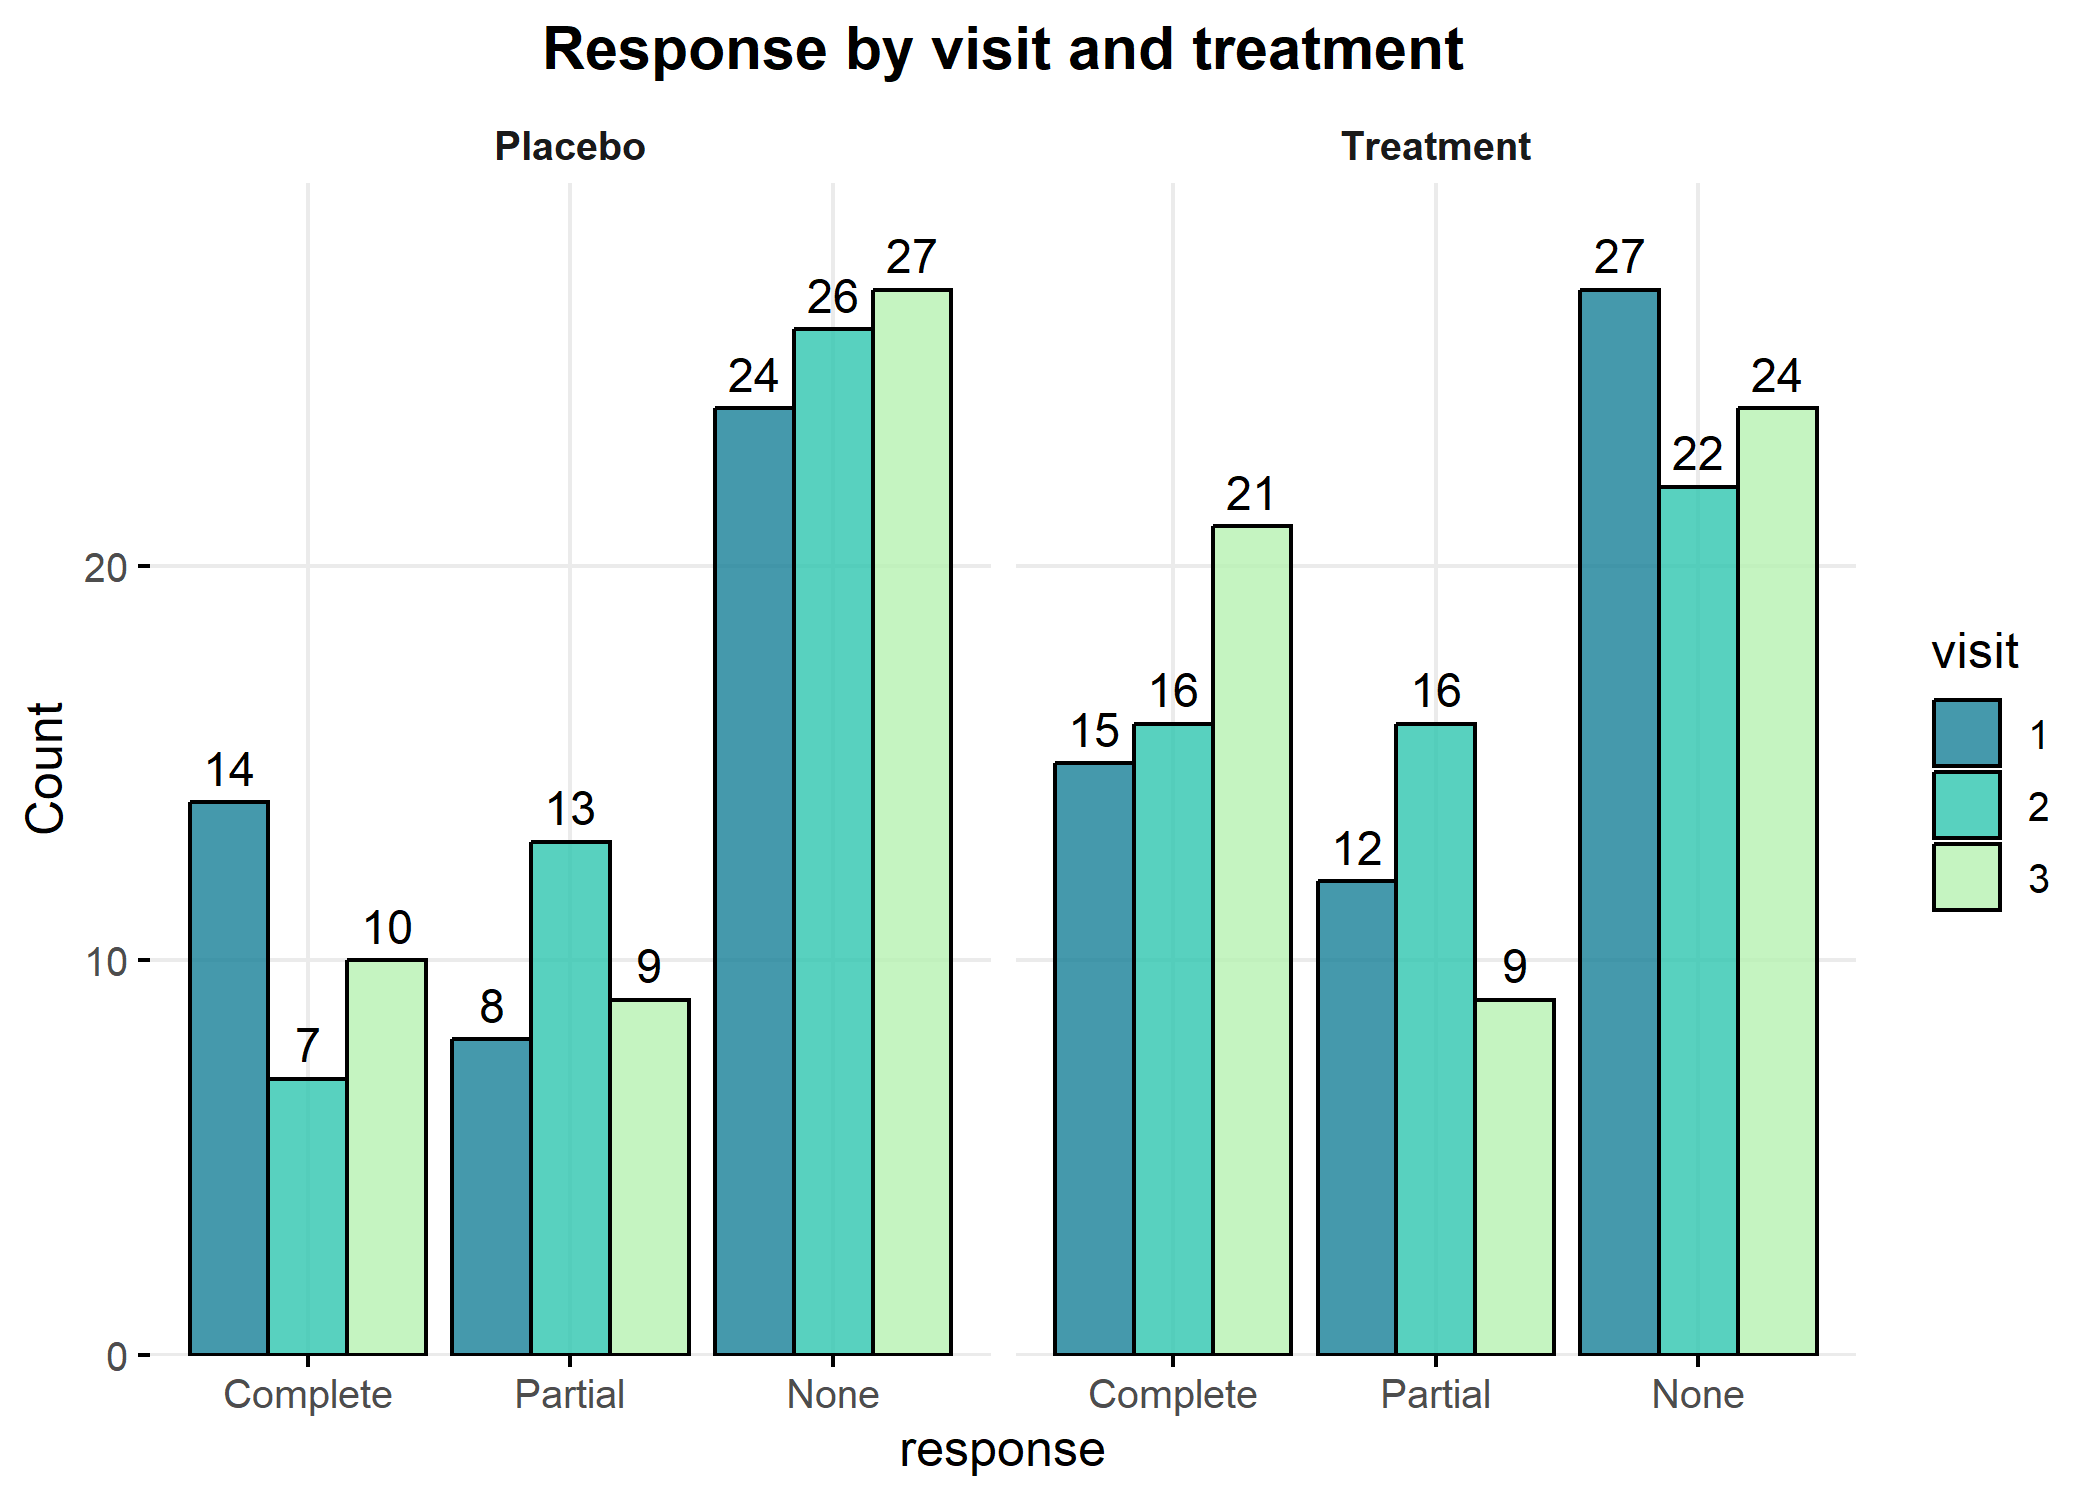 Response by visit and treatment
Placebo
Treatment
27
26
24
27
24
22
21
20
16
16
15
14
13
12
10
10
9
9
8
7
0
Count
Complete
Partial
None
Complete
Partial
None
response
visit
1
2
3